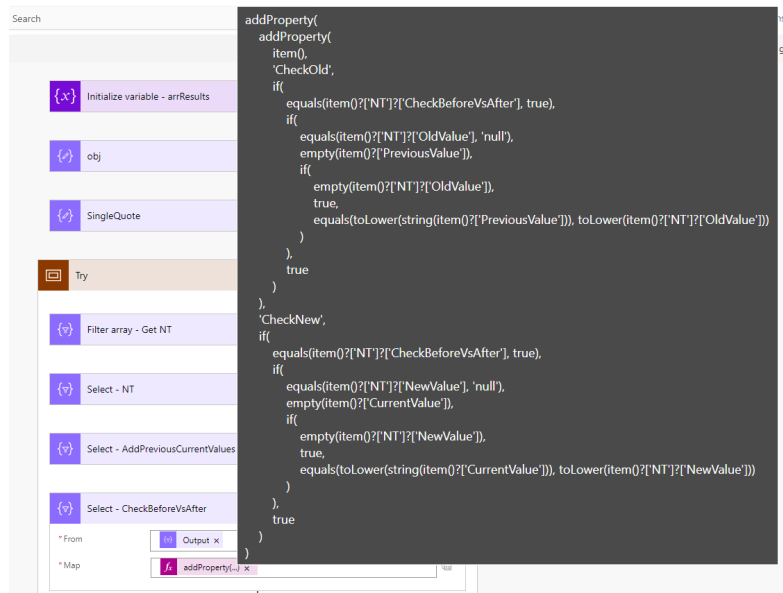 Search
{x} Initialize variable - arrResults
obj
SingleQuote
Try
Filter array - Get NT
Select - NT
Select - AddPreviousCurrentValues
Select - CheckBeforeVsAfter
* From
Output ×
* Map
fx addProperty(...) ×
addProperty(
addProperty(
item(),
'CheckOld',
if(
equals(item()?['NT']?['CheckBeforeVsAfter'], true),
if(
equals(item()?['NT']?['OldValue'], 'null'),
empty(item()?['PreviousValue']),
if(
empty(item()?['NT']?['OldValue']),
true,
equals(toLower(string(item()?['PreviousValue'])), toLower(item()?['NT']?['OldValue']))
)
),
true
)
),
'CheckNew',
if(
equals(item()?['NT']?['CheckBeforeVsAfter'], true),
if(
equals(item()?['NT']?['NewValue'], 'null'),
empty(item()?['CurrentValue']),
if(
empty(item()?['NT']?['NewValue']),
true,
equals(toLower(string(item()?['CurrentValue'])), toLower(item()?['NT']?['NewValue']))
)
),
true
)
)